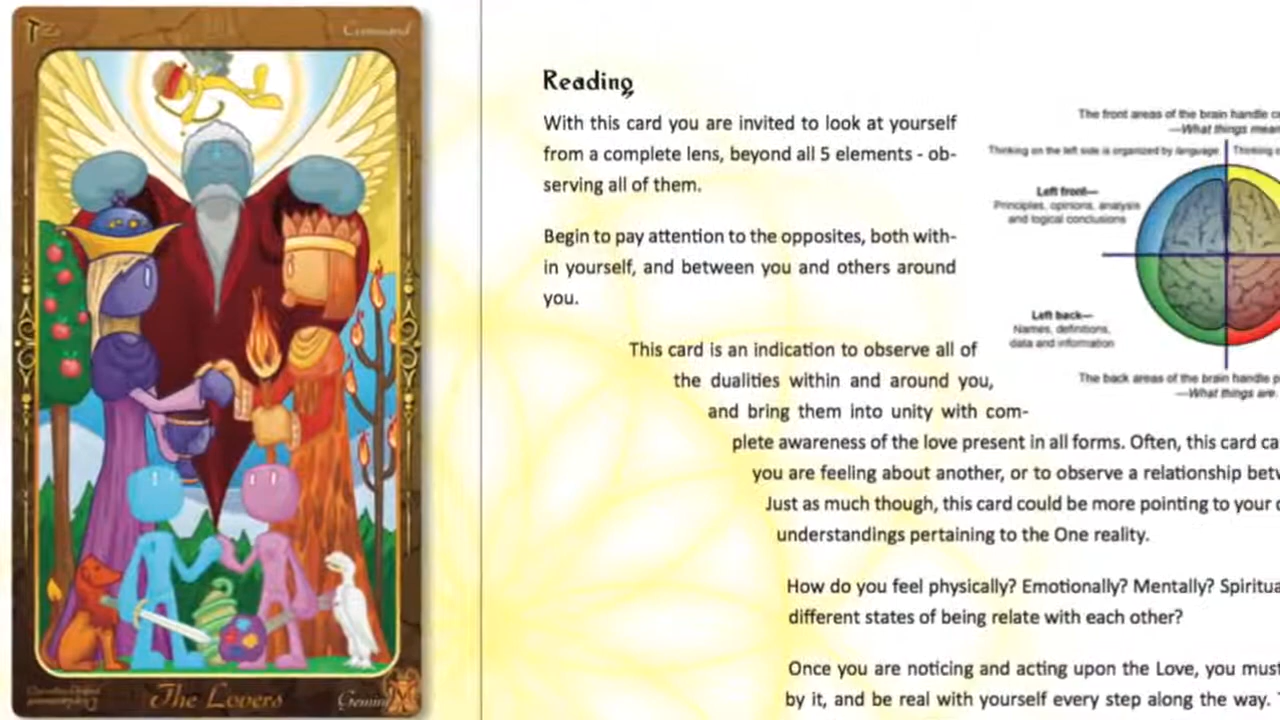 Command
The Lovers
Gemini
Reading
With this card you are invited to look at yourself
from a complete lens, beyond all 5 elements - ob-
serving all of them.
Begin to pay attention to the opposites, both with-
in yourself, and between you and others around
you.
This card is an indication to observe all of
the dualities within and around you,
and bring them into unity with com-
plete awareness of the love present in all forms. Often, this card ca
you are feeling about another, or to observe a relationship betw
Just as much though, this card could be more pointing to your
understandings pertaining to the One reality.
How do you feel physically? Emotionally? Mentally? Spiritua
different states of being relate with each other?
Once you are noticing and acting upon the Love, you must
by it, and be real with yourself every step along the way.
The front areas of the brain handle
—What things mean
Thinking on the left side is organized by language
Thinking
Left front—
Principles, opinions, analysis
and logical conclusions
Left back—
Names, definitions,
data and information
The back areas of the brain handle
—What things are.